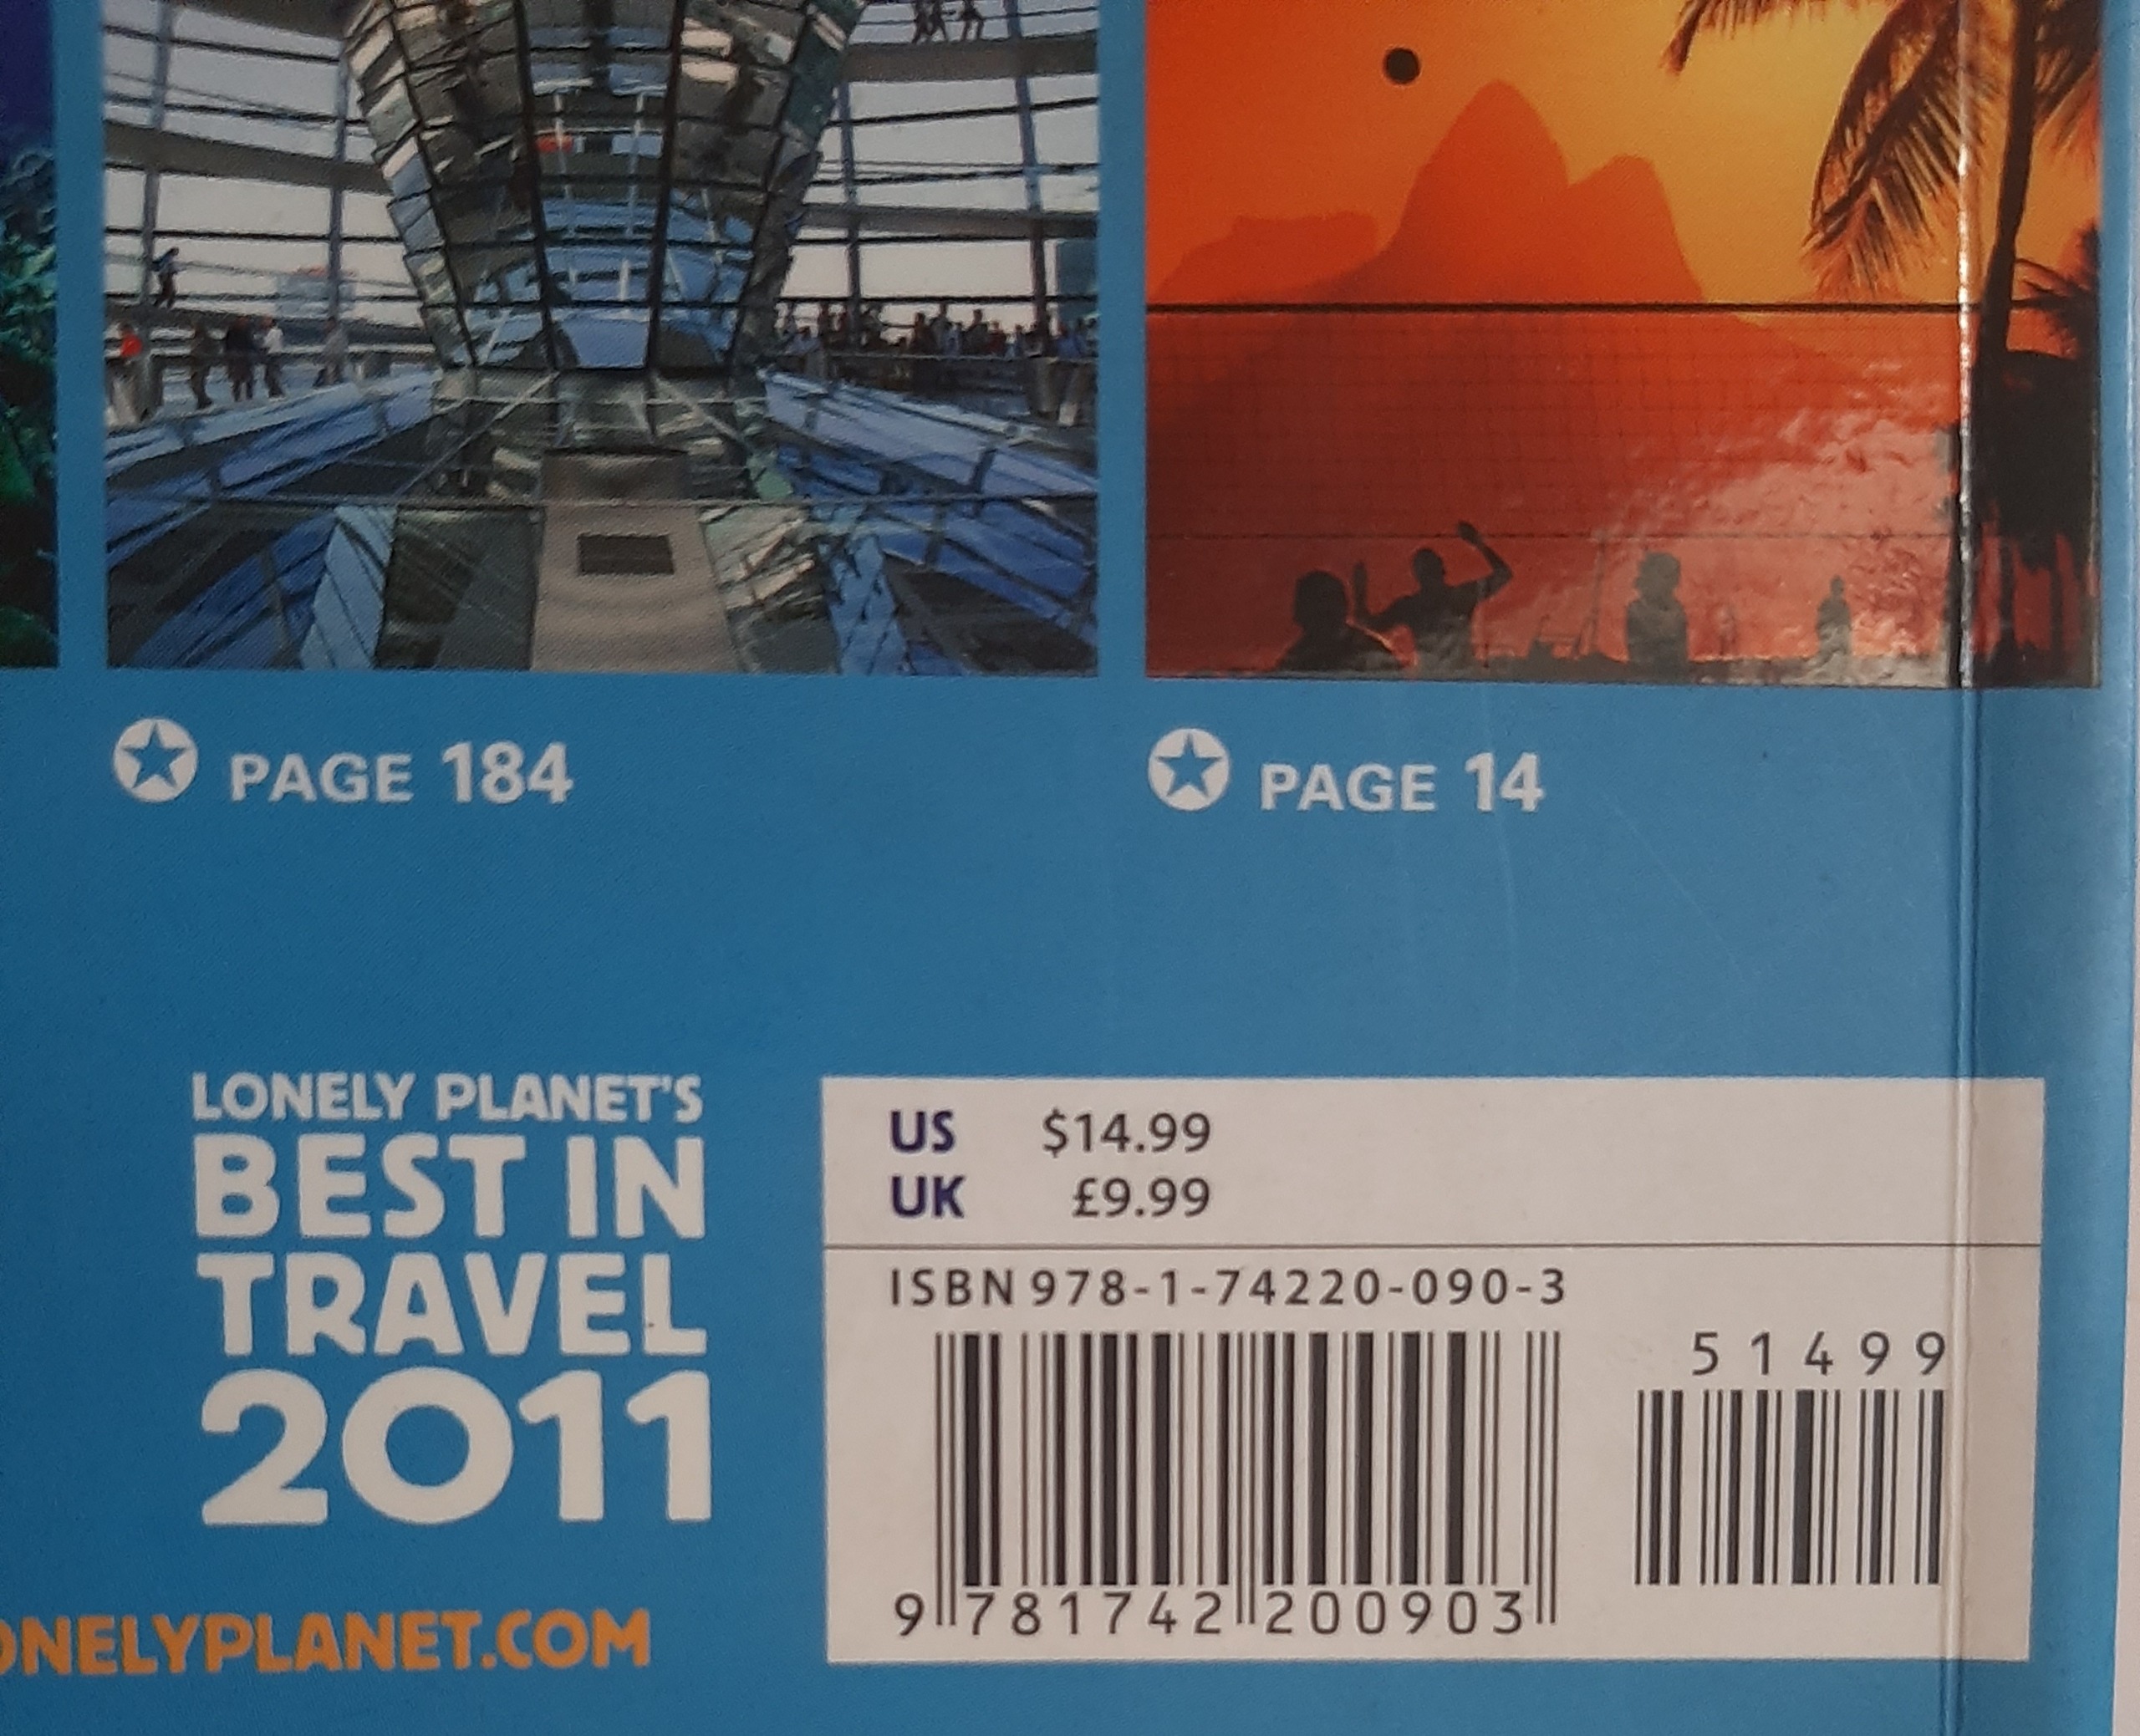 PAGE 184
PAGE 14
LONELY PLANET'S
BEST IN
TRAVEL
2011
ONELYPLANET.COM
US $14.99
UK £9.99
ISBN 978-1-74220-090-3
51499
9 781742 200903